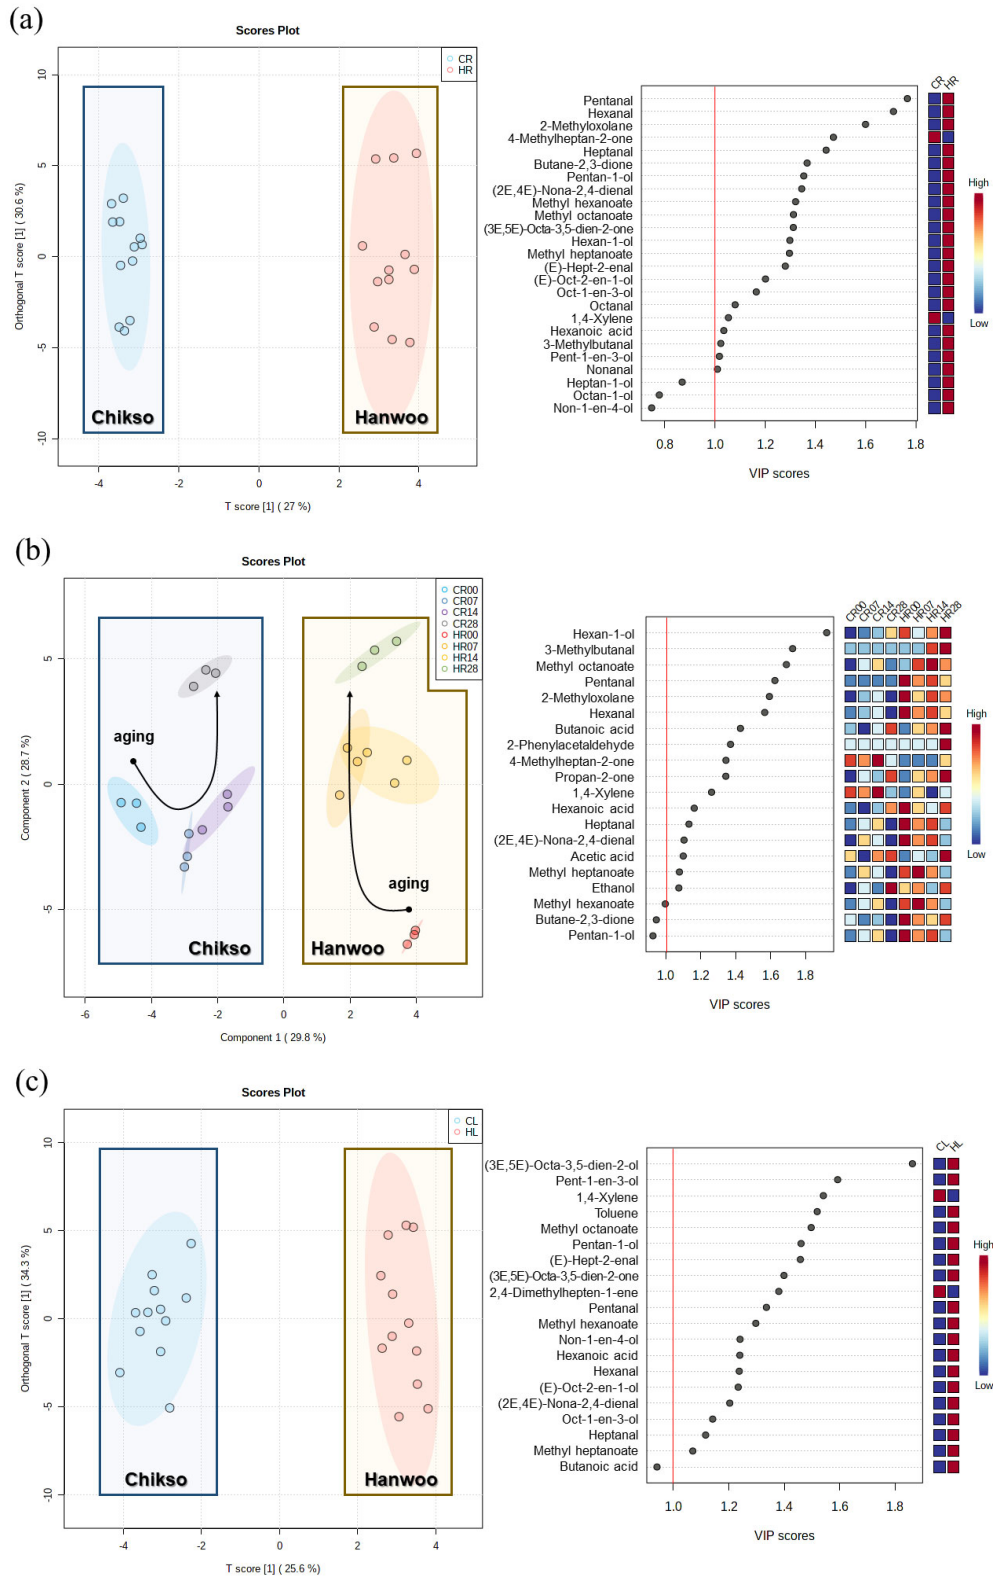 (a)
Scores Plot
CR
HR
10
5
0
-5
-10
Orthogonal T score [1] ( 30.6 %)
Chikso
Hanwoo
-4
-2
0
2
4
T score [1] ( 27 %)
CR
HR
Pentanal
Hexanal
2-Methyloxolane
4-Methylheptan-2-one
Heptanal
Butane-2,3-dione
Pentan-1-ol
(2E,4E)-Nona-2,4-dienal
Methyl hexanoate
Methyl octanoate
(3E,5E)-Octa-3,5-dien-2-one
Hexan-1-ol
Methyl heptanoate
(E)-Hept-2-enal
(E)-Oct-2-en-1-ol
Oct-1-en-3-ol
Octanal
1,4-Xylene
Hexanoic acid
3-Methylbutanal
Pent-1-en-3-ol
Nonanal
Heptan-1-ol
Octan-1-ol
Non-1-en-4-ol
High
Low
0.8
1.0
1.2
1.4
1.6
1.8
VIP scores
(b)
Scores Plot
CR00
CR07
CR14
CR28
HR00
HR07
HR14
HR28
5
0
-5
Component 2 ( 28.7 %)
aging
aging
Chikso
Hanwoo
-6
-4
-2
0
2
4
Component 1 ( 29.8 %)
CR00
CR07
CR14
CR28
HR00
HR07
HR14
HR28
Hexan-1-ol
3-Methylbutanal
Methyl octanoate
Pentanal
2-Methyloxolane
Hexanal
Butanoic acid
2-Phenylacetaldehyde
4-Methylheptan-2-one
Propan-2-one
1,4-Xylene
Hexanoic acid
Heptanal
(2E,4E)-Nona-2,4-dienal
Acetic acid
Methyl heptanoate
Ethanol
Methyl hexanoate
Butane-2,3-dione
Pentan-1-ol
High
Low
1.0
1.2
1.4
1.6
1.8
VIP scores
(c)
Scores Plot
CL
HL
10
5
0
-5
-10
Orthogonal T score [1] ( 34.3 %)
Chikso
Hanwoo
-4
-2
0
2
4
T score [1] ( 25.6 %)
CL
HL
(3E,5E)-Octa-3,5-dien-2-ol
Pent-1-en-3-ol
1,4-Xylene
Toluene
Methyl octanoate
Pentan-1-ol
(E)-Hept-2-enal
(3E,5E)-Octa-3,5-dien-2-one
2,4-Dimethylhepten-1-ene
Pentanal
Methyl hexanoate
Non-1-en-4-ol
Hexanoic acid
Hexanal
(E)-Oct-2-en-1-ol
(2E,4E)-Nona-2,4-dienal
Oct-1-en-3-ol
Heptanal
Methyl heptanoate
Butanoic acid
High
Low
1.0
1.2
1.4
1.6
1.8
VIP scores